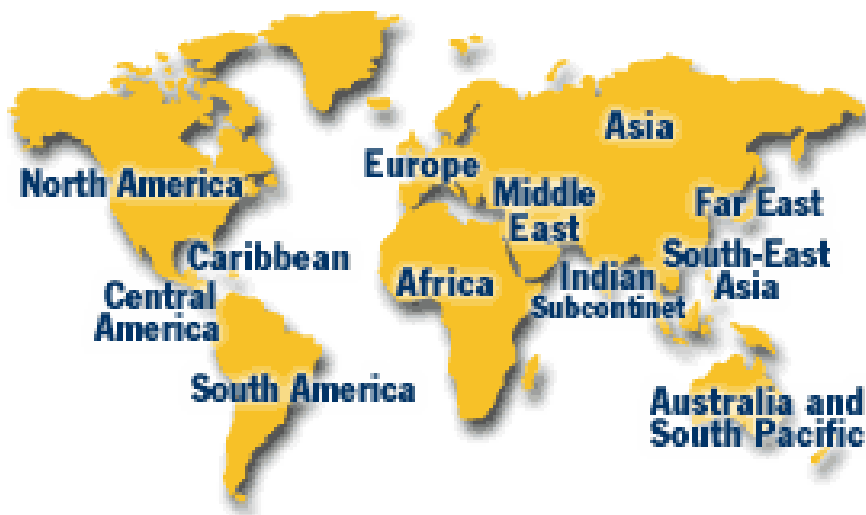 Asia
Europe
North America
Middle
East
Far East
Caribbean
South-East
Asia
Africa
Indian
Subcontinet
Central
America
South America
Australia and
South Pacific